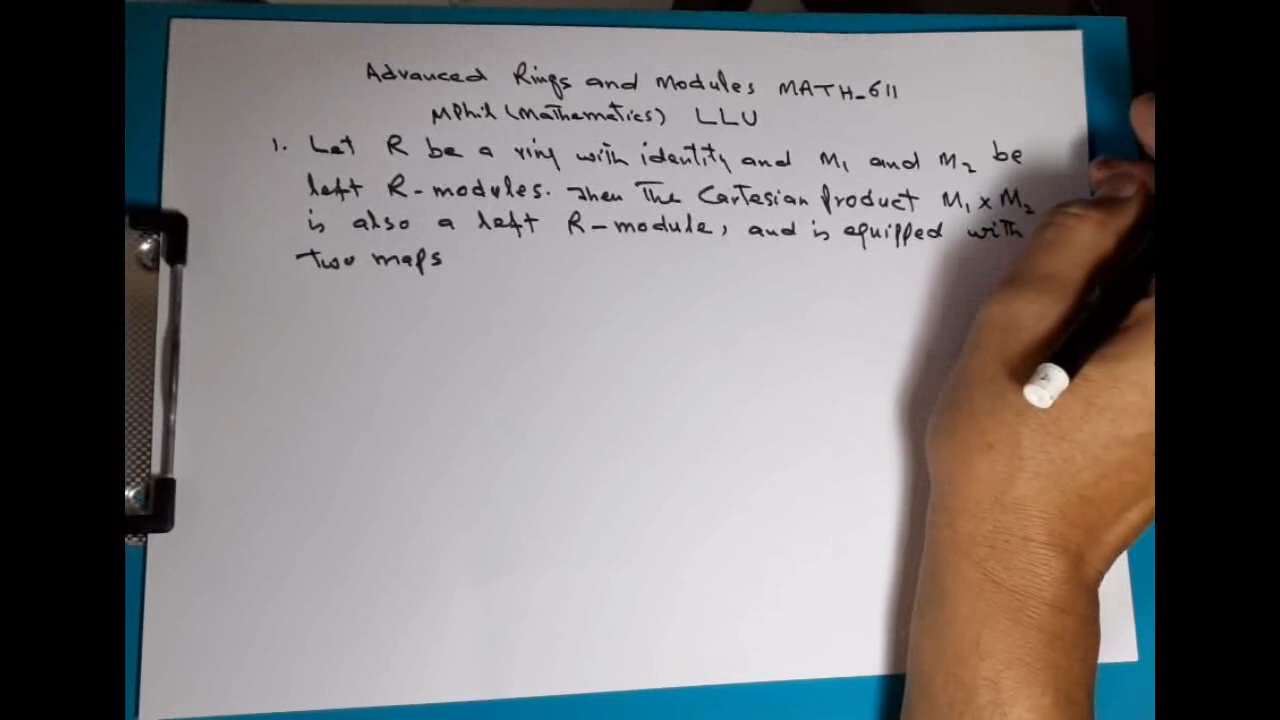 Advanced Rings and Modules MATH-611
MPhil (Mathematics) LLU
1. Let R be a ring with identity and M₁ and M₂ be
left R-modules. Then The Cartesian Product M₁ × M₂
is also a left R-module, and is equipped with
two maps